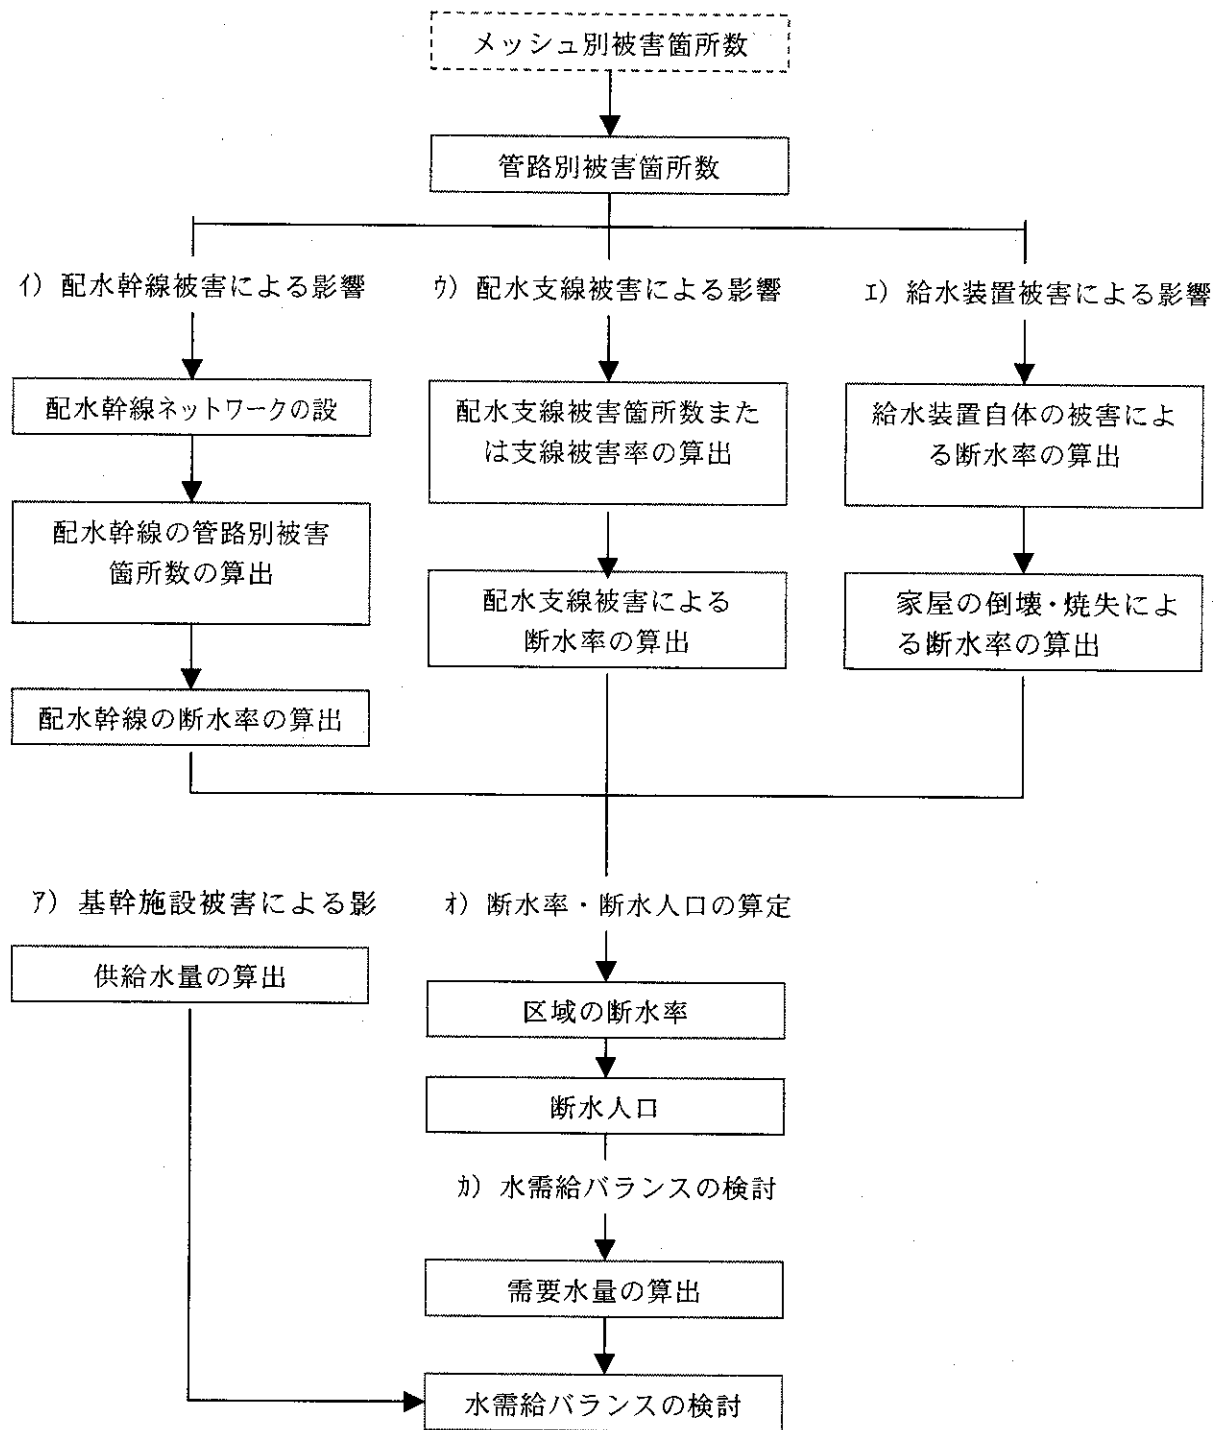 メッシュ別被害箇所数
管路別被害箇所数
ｲ) 配水幹線被害による影響
ｳ) 配水支線被害による影響
ｴ) 給水装置被害による影響
配水幹線ネットワークの設
配水幹線の管路別被害
箇所数の算出
配水幹線の断水率の算出
配水支線被害箇所数また
は支線被害率の算出
配水支線被害による
断水率の算出
給水装置自体の被害によ
る断水率の算出
家屋の倒壊・焼失によ
る断水率の算出
ｱ) 基幹施設被害による影
供給水量の算出
ｵ) 断水率・断水人口の算定
区域の断水率
断水人口
ｶ) 水需給バランスの検討
需要水量の算出
水需給バランスの検討